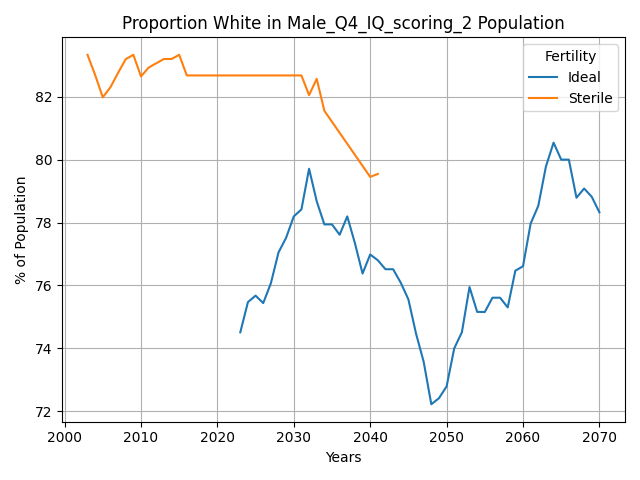 Proportion White in Male_Q4_IQ_scoring_2 Population
Fertility
Ideal
Sterile
% of Population
82
80
78
76
74
72
2000
2010
2020
2030
2040
2050
2060
2070
Years